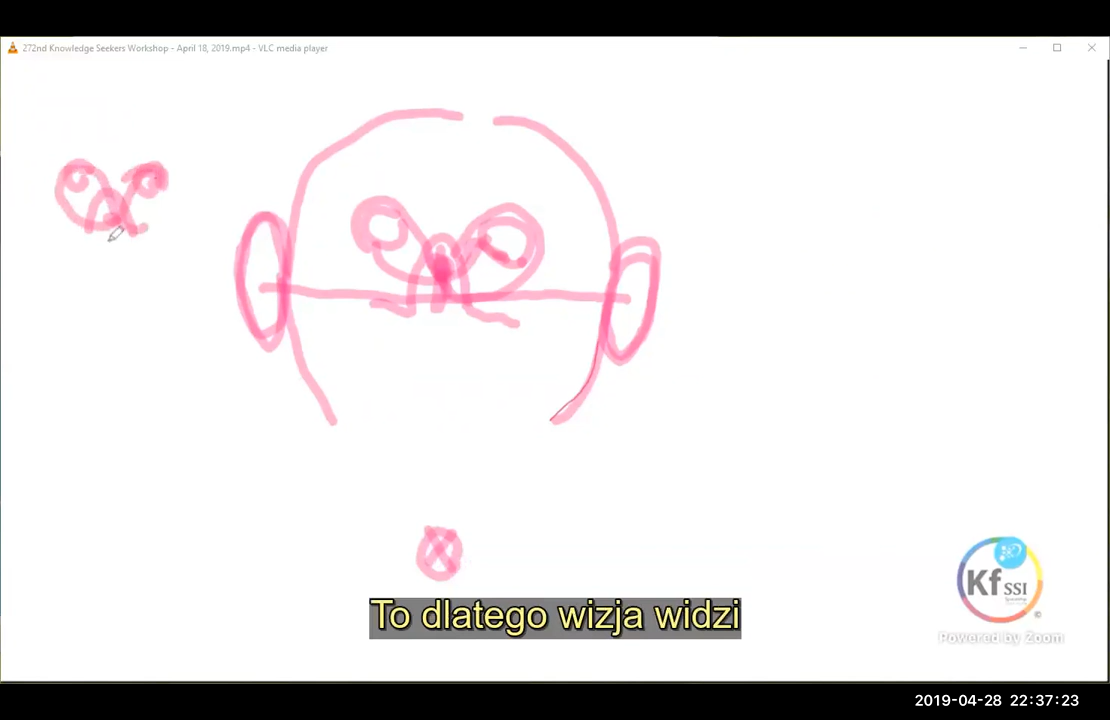 272nd Knowledge Seekers Workshop - April 18, 2019.mp4 - VLC media player
Kf SSI
©
Powered by Zoom
To dlatego wizja widzi
2019-04-28 22:37:23